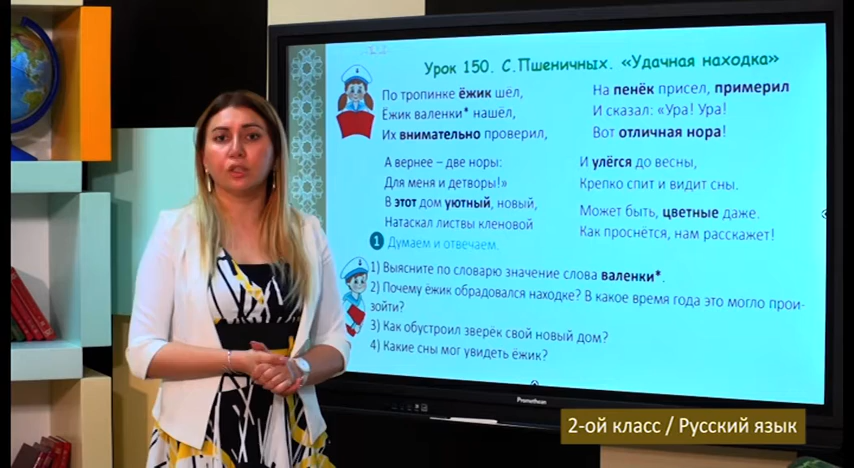 Урок 150. С.Пшеничных. «Удачная находка»
По тропинке ёжик шёл,
Ёжик валенки* нашёл,
Их внимательно проверил,
На пенёк присел, примерил
И сказал: «Ура! Ура!
Вот отличная нора!
А вернее – две норы:
Для меня и детворы!»
В этот дом уютный, новый,
Натаскал листвы кленовой
И улёгся до весны,
Крепко спит и видит сны.
Может быть, цветные даже.
Как проснётся, нам расскажет!
1 Думаем и отвечаем.
1) Выясните по словарю значение слова валенки*.
2) Почему ёжик обрадовался находке? В какое время года это могло прои-
зойти?
3) Как обустроил зверёк свой новый дом?
4) Какие сны мог увидеть ёжик?
Promethean
2-ой класс / Русский язык